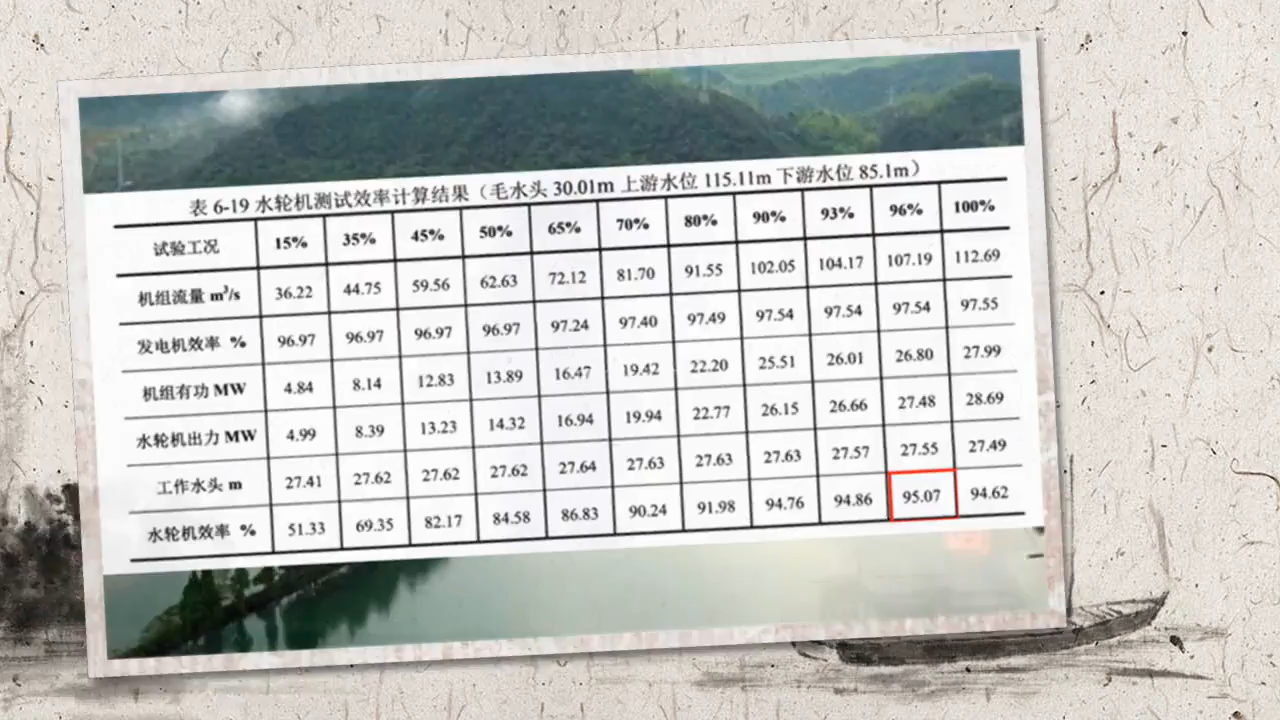 表 6-19 水轮机测试效率计算结果（毛水头 30.01m 上游水位 115.11m 下游水位 85.1m）
试验工况 15% 35% 45% 50% 65% 70% 80% 90% 93% 96% 100%
机组流量 m³/s 36.22 44.75 59.56 62.63 72.12 81.70 91.55 102.05 104.17 107.19 112.69
发电机效率 % 96.97 96.97 96.97 96.97 97.24 97.40 97.49 97.54 97.54 97.54 97.55
机组有功 MW 4.84 8.14 12.83 13.89 16.47 19.42 22.20 25.51 26.01 26.80 27.99
水轮机出力 MW 4.99 8.39 13.23 14.32 16.94 19.94 22.77 26.15 26.66 27.48 28.69
工作水头 m 27.41 27.62 27.62 27.62 27.64 27.63 27.63 27.63 27.57 27.55 27.49
水轮机效率 % 51.33 69.35 82.17 84.58 86.83 90.24 91.98 94.76 94.86 95.07 94.62